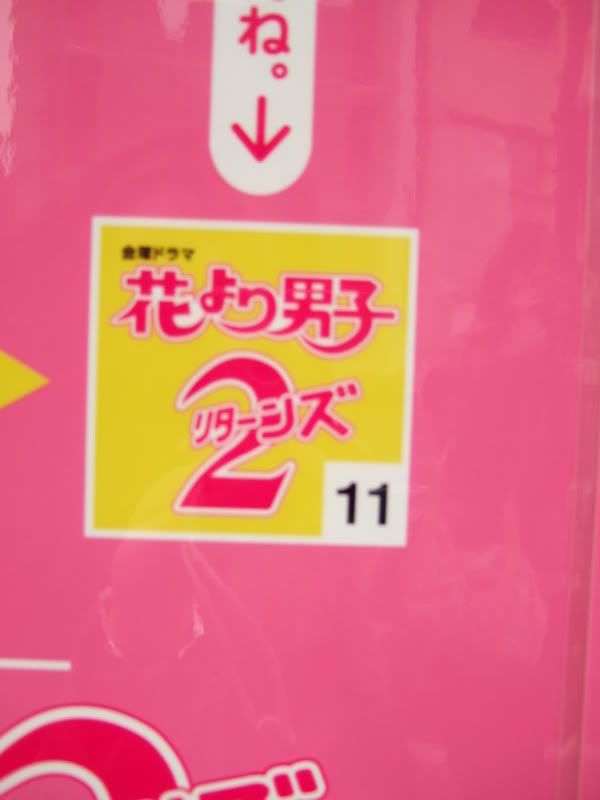 ね。
金曜ドラマ
花より男子
2
リターンズ
11